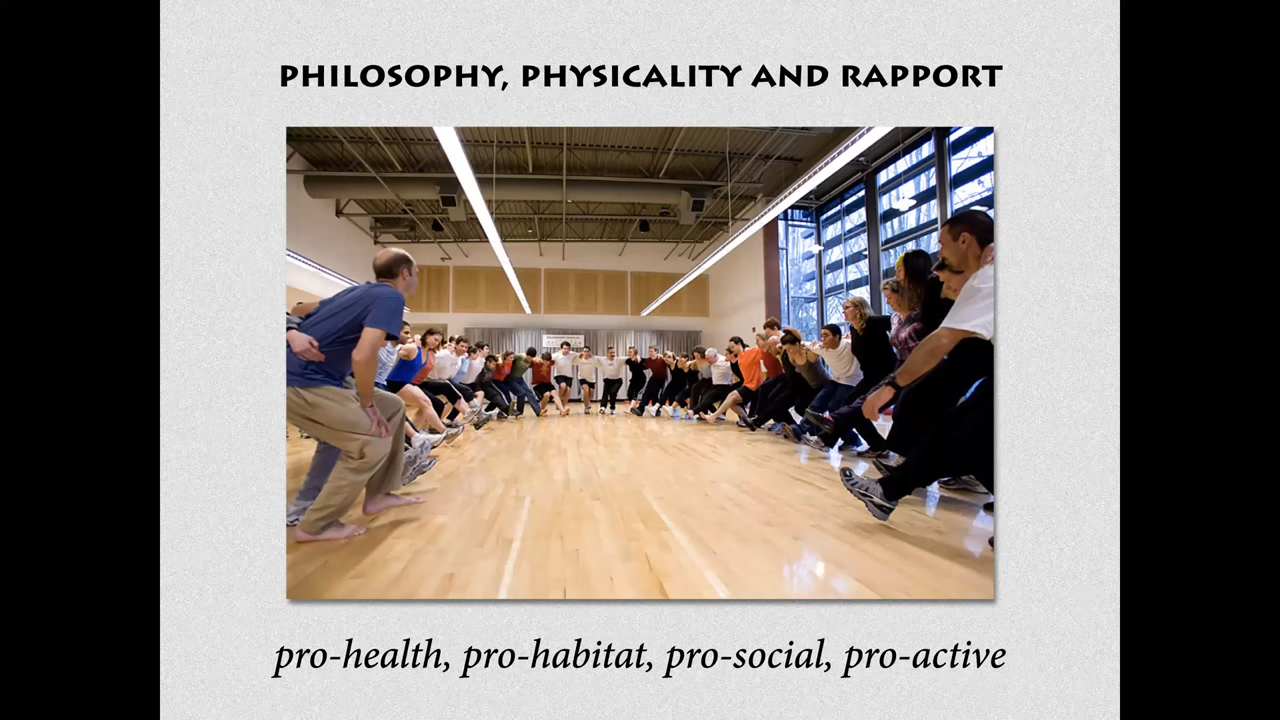 PHILOSOPHY, PHYSICALITY AND RAPPORT
pro-health, pro-habitat, pro-social, pro-active